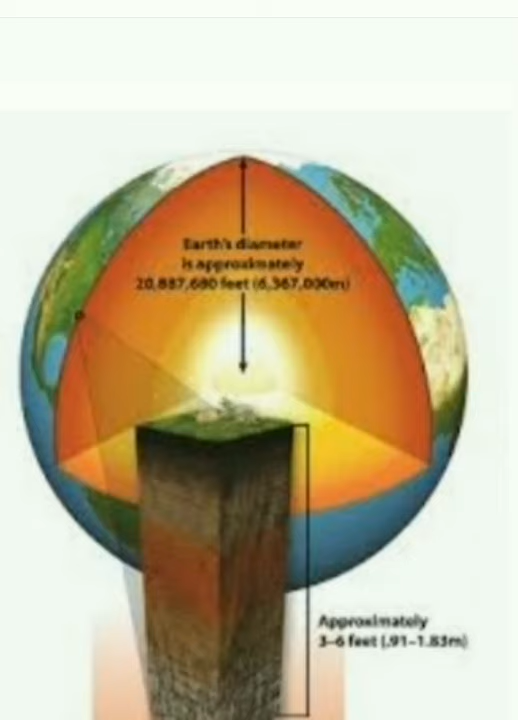 Earth's diameter
is approximately
20,887,680 feet (6,367,000m)
Approximately
3–6 feet (.91–1.83m)